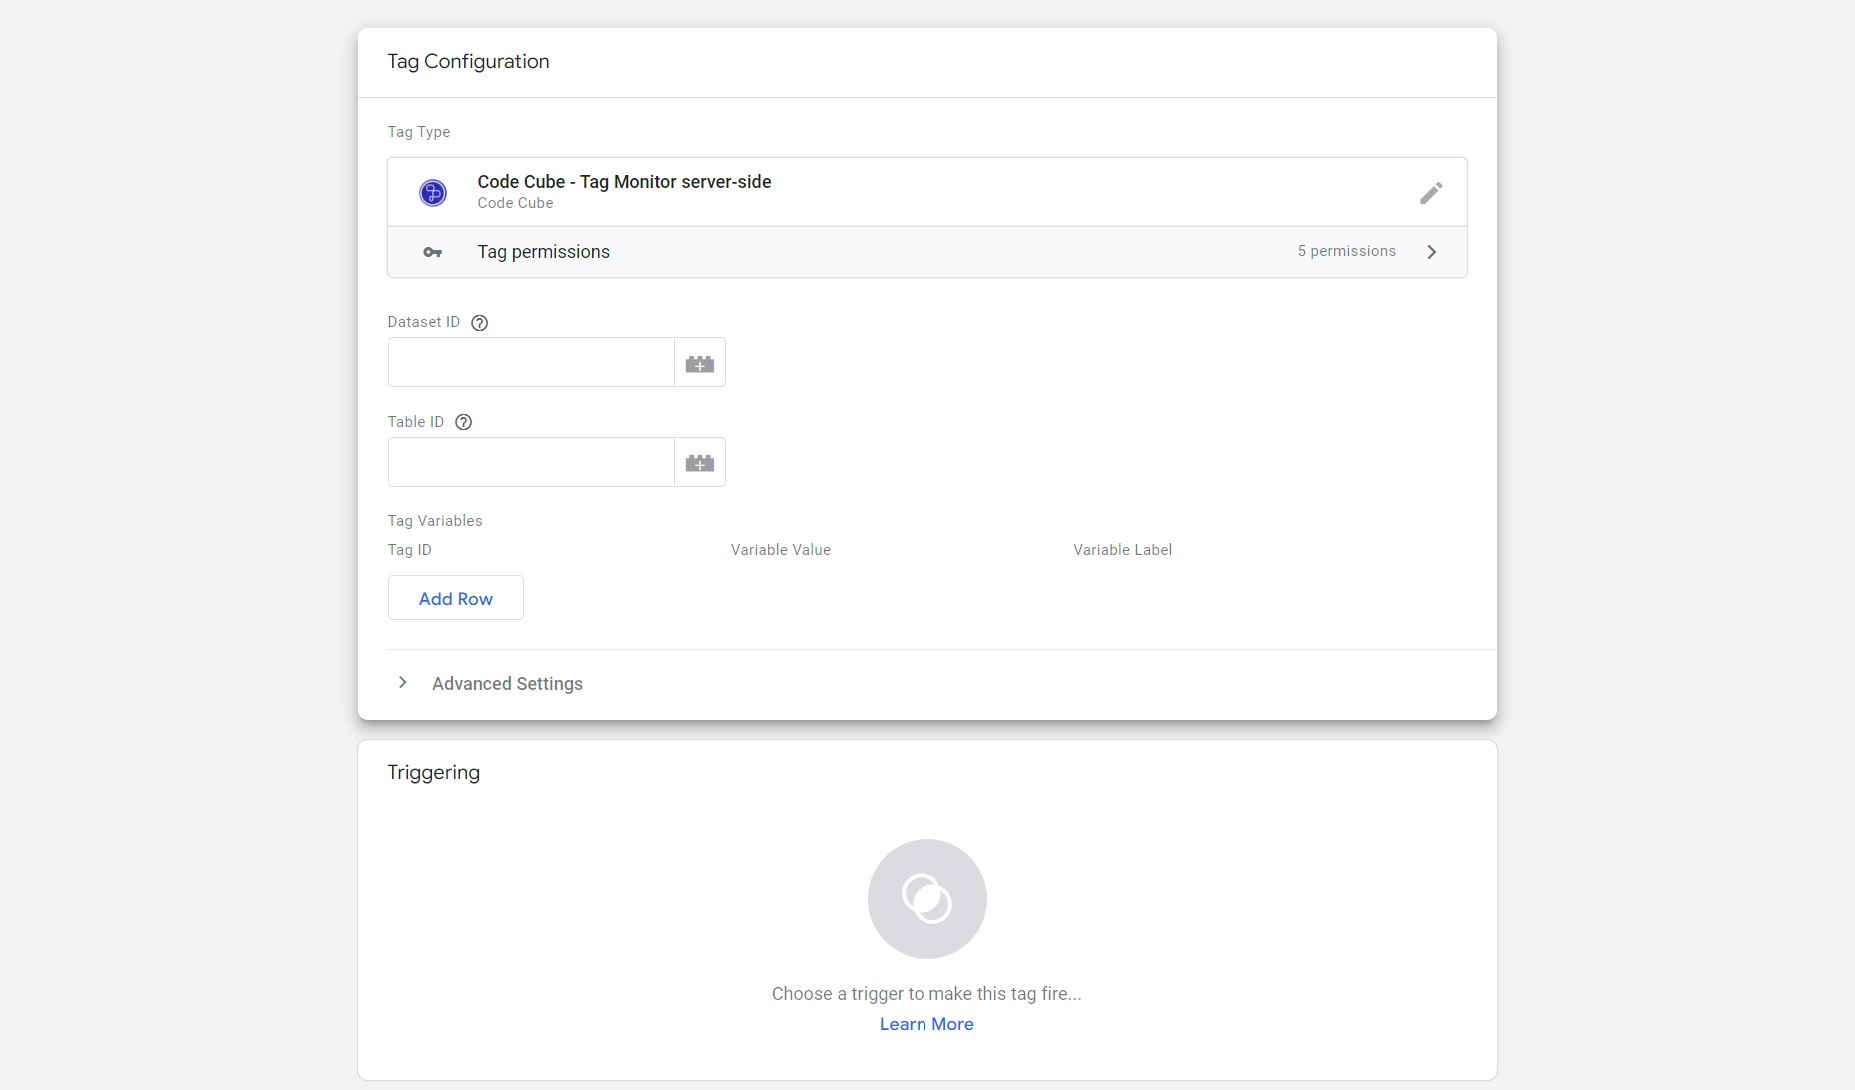 Tag Configuration
Tag Type
Code Cube - Tag Monitor server-side
Code Cube
Tag permissions
5 permissions
Dataset ID
Table ID
Tag Variables
Tag ID
Variable Value
Variable Label
Add Row
Advanced Settings
Triggering
Choose a trigger to make this tag fire...
Learn More